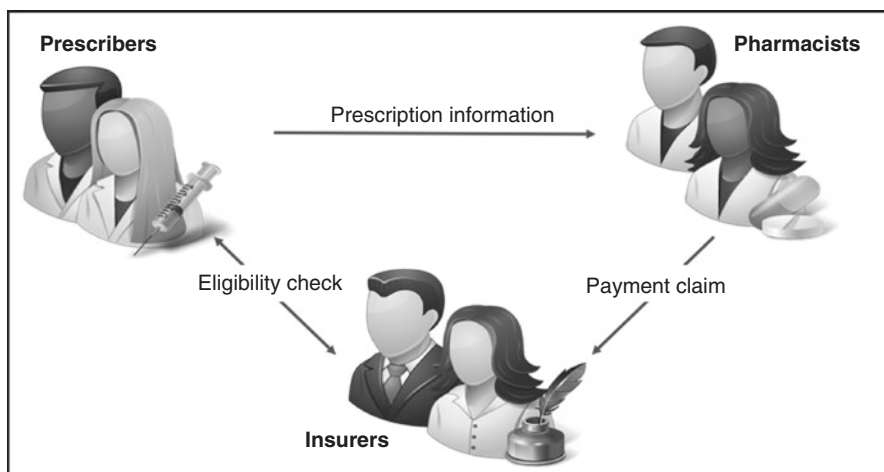 Prescribers
Pharmacists
Prescription information
Eligibility check
Payment claim
Insurers